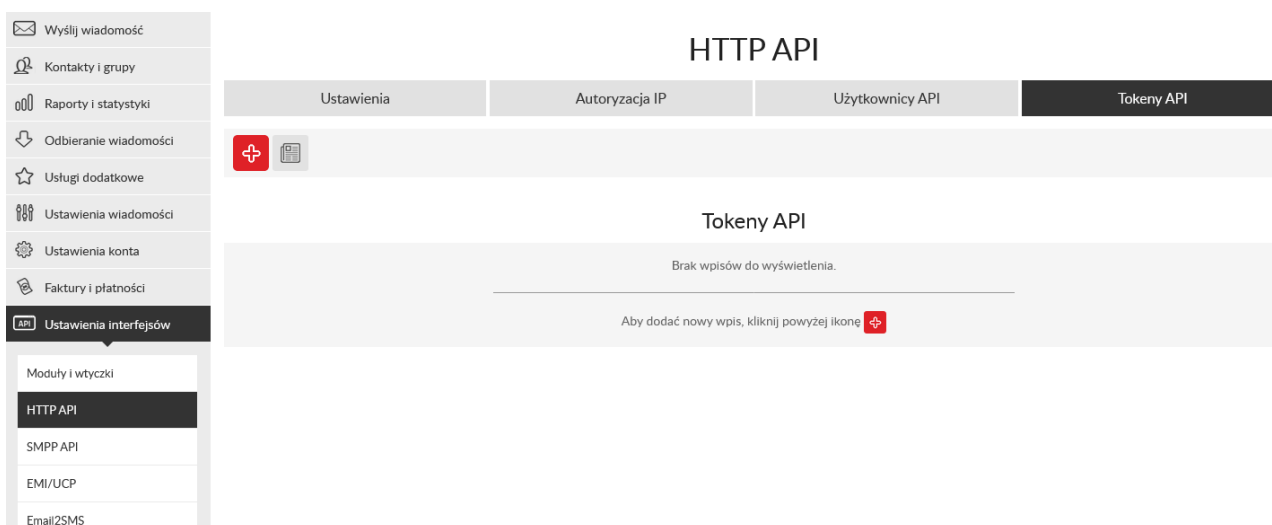 Wyślij wiadomość
Kontakty i grupy
Raporty i statystyki
Odbieranie wiadomości
Usługi dodatkowe
Ustawienia wiadomości
Ustawienia konta
Faktury i płatności
API Ustawienia interfejsów
Moduły i wtyczki
HTTP API
SMPP API
EMI/UCP
Email2SMS
HTTP API
Ustawienia
Autoryzacja IP
Użytkownicy API
Tokeny API
Tokeny API
Brak wpisów do wyświetlenia.
Aby dodać nowy wpis, kliknij powyżej ikonę